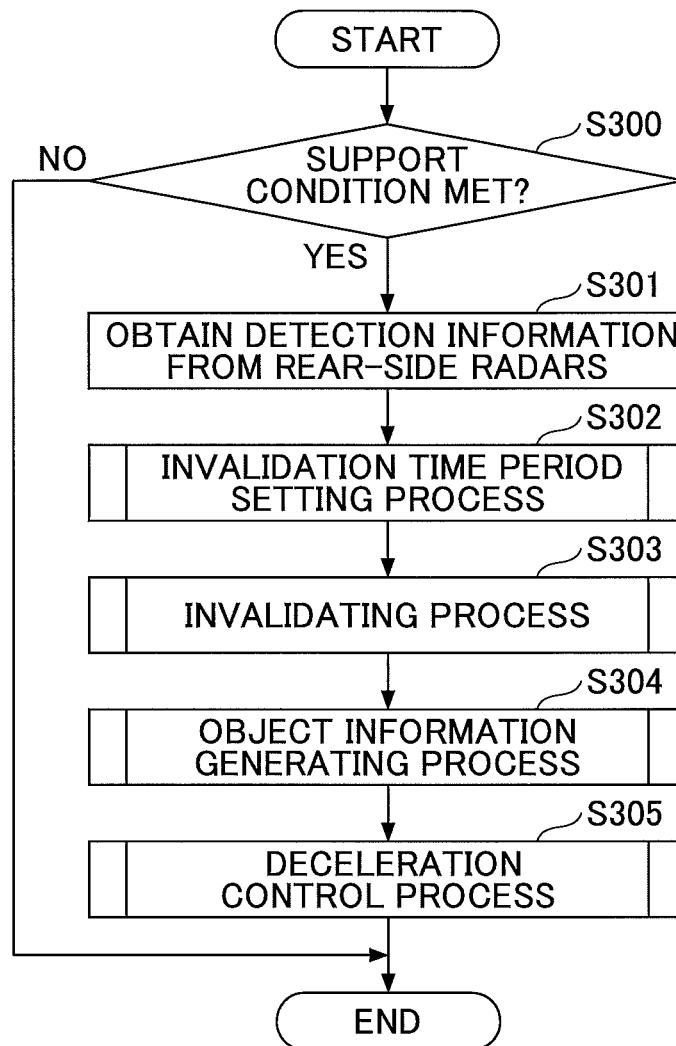 START
S300
NO
SUPPORT
CONDITION MET?
YES
S301
OBTAIN DETECTION INFORMATION
FROM REAR-SIDE RADARS
S302
INVALIDATION TIME PERIOD
SETTING PROCESS
S303
INVALIDATING PROCESS
S304
OBJECT INFORMATION
GENERATING PROCESS
S305
DECELERATION
CONTROL PROCESS
END